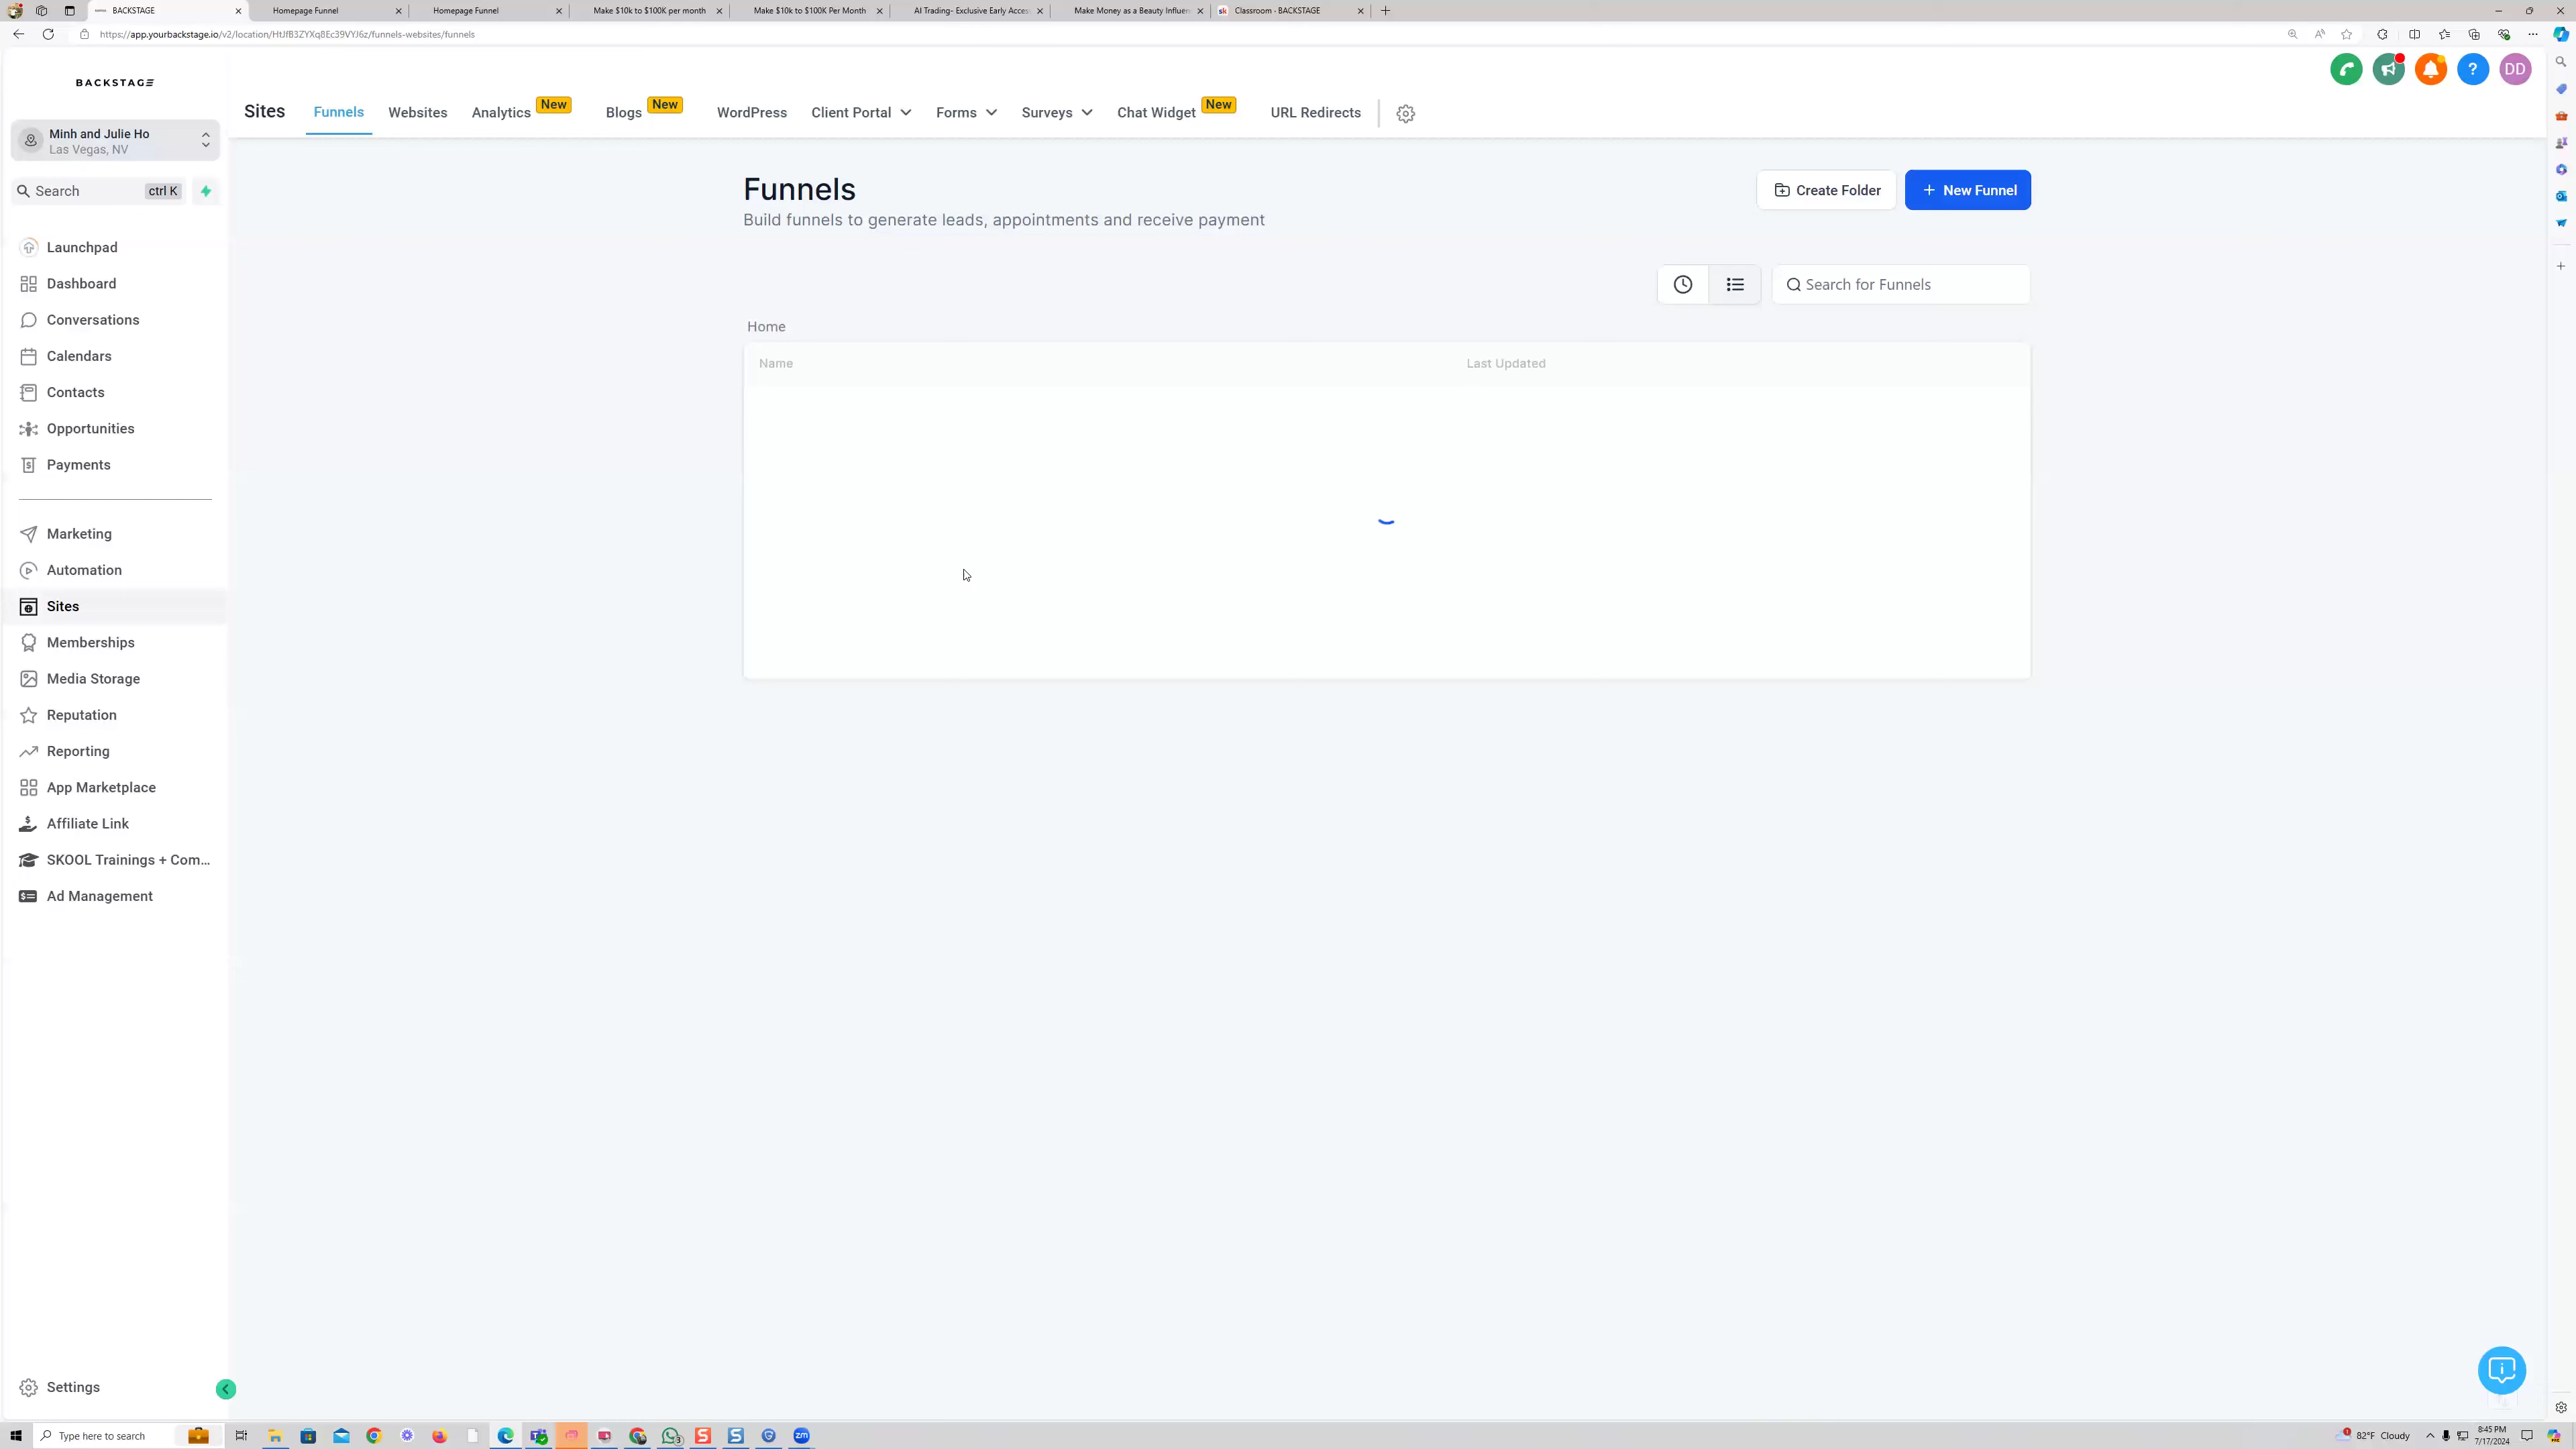 BACKSTAGE
Homepage Funnel
Homepage Funnel
Make $10k to $100K per month
Make $10k to $100K Per Month
AI Trading- Exclusive Early Acces
Make Money as a Beauty Influen
sk Classroom - BACKSTAGE
https://app.yourbackstage.io/v2/location/HtJfB3ZYXq8Ec39VYJ6z/funnels-websites/funnels
BACKSTAGE
DD
Sites
Funnels
Websites
Analytics New
Blogs New
WordPress
Client Portal
Forms
Surveys
Chat Widget New
URL Redirects
Minh and Julie Ho
Las Vegas, NV
Search ctrl K
Launchpad
Dashboard
Conversations
Calendars
Contacts
Opportunities
Payments
Marketing
Automation
Sites
Memberships
Media Storage
Reputation
Reporting
App Marketplace
Affiliate Link
SKOOL Trainings + Com...
Ad Management
Settings
Funnels
Build funnels to generate leads, appointments and receive payment
Create Folder
+ New Funnel
Search for Funnels
Home
Name
Last Updated
Type here to search
zm
82°F Cloudy
8:45 PM
7/17/2024